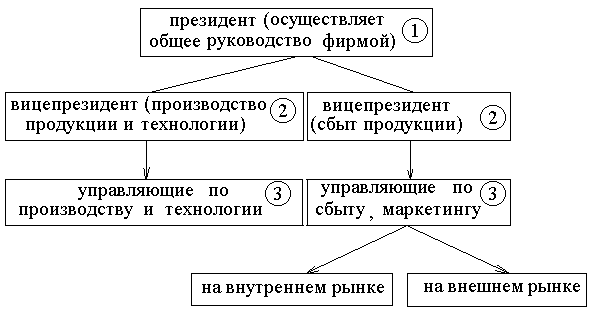 президент (осуществляет
общее руководство фирмой) 1
вицепрезидент (производство
продукции и технологии) 2
вицепрезидент
(сбыт продукции) 2
управляющие по
производству и технологии 3
управляющие по
сбыту, маркетингу 3
на внутреннем рынке
на внешнем рынке